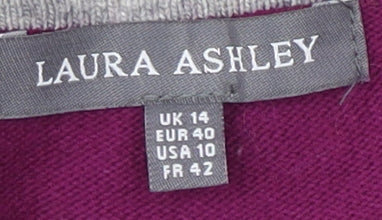 LAURA ASHLEY
UK 14
EUR 40
USA 10
FR 42